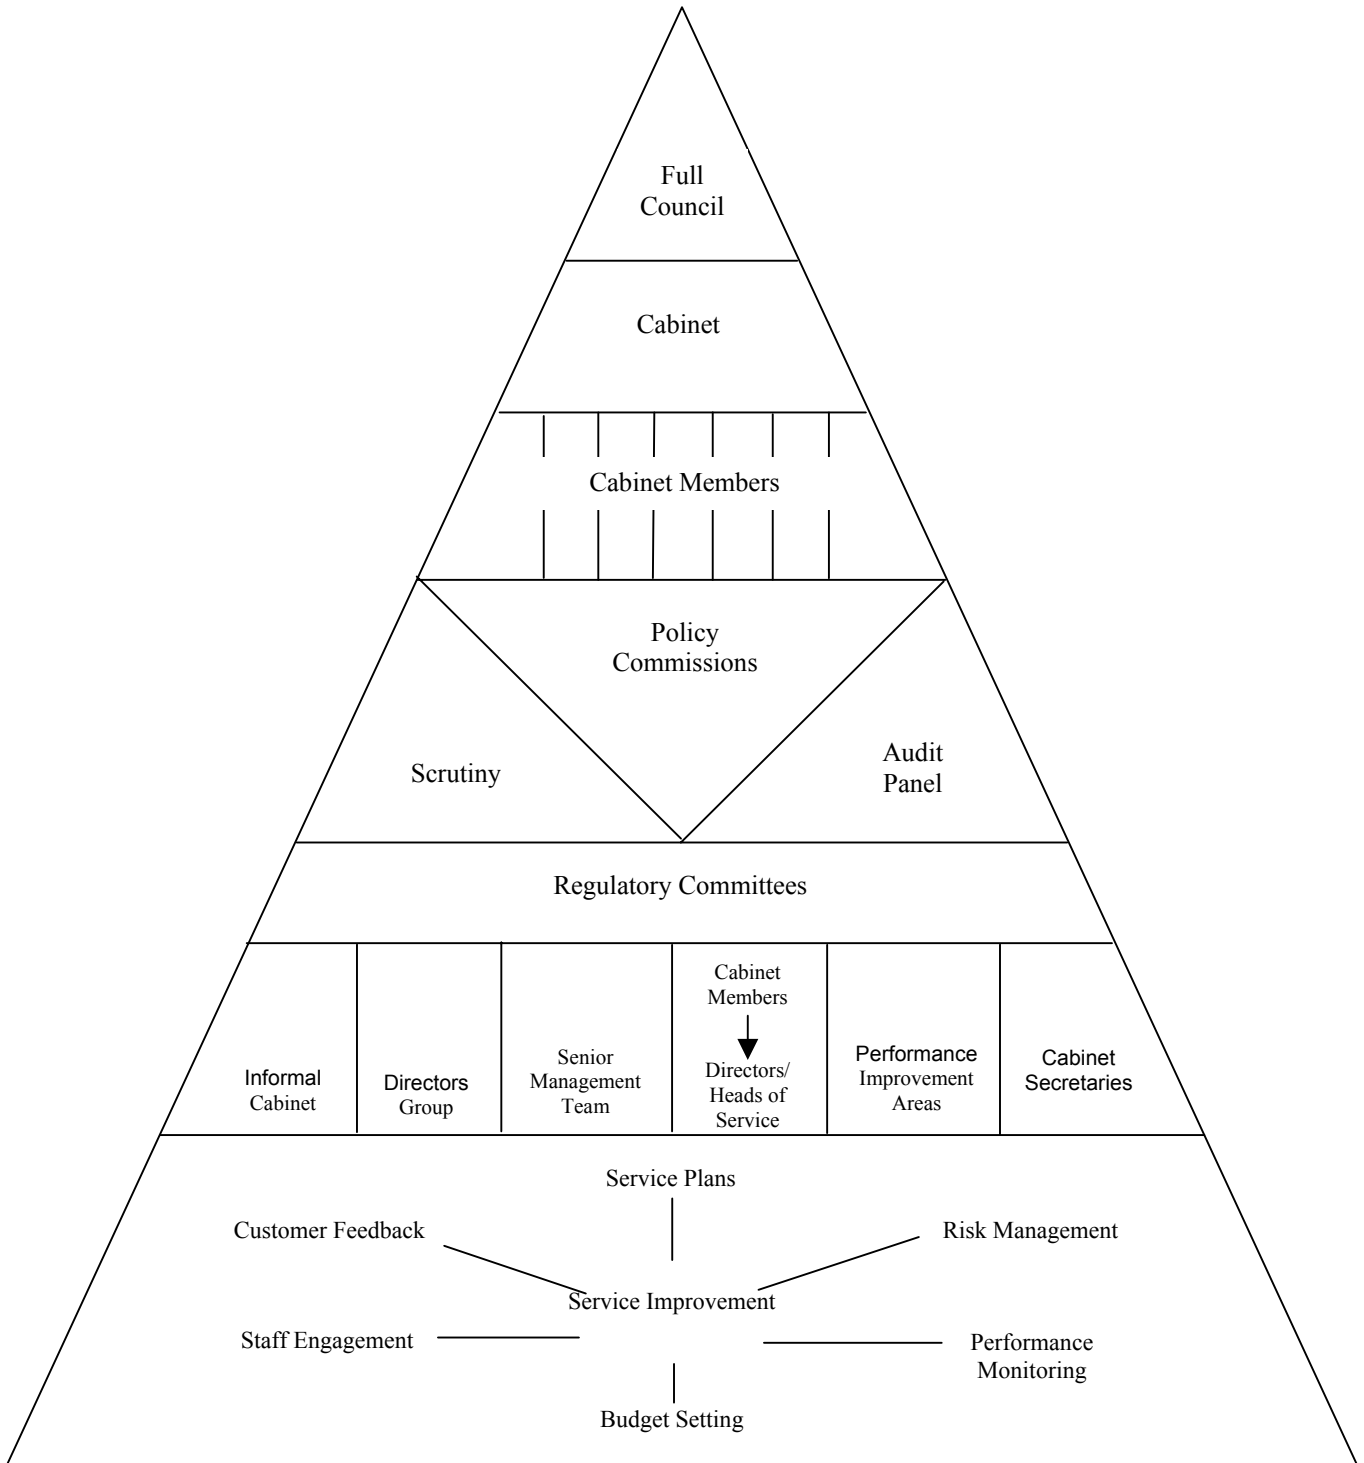 Full
Council
Cabinet
Cabinet Members
Policy
Commissions
Scrutiny
Audit
Panel
Regulatory Committees
Informal
Cabinet
Directors
Group
Senior
Management
Team
Cabinet
Members
Directors/
Heads of
Service
Performance
Improvement
Areas
Cabinet
Secretaries
Service Plans
Customer Feedback
Risk Management
Service Improvement
Staff Engagement
Performance
Monitoring
Budget Setting